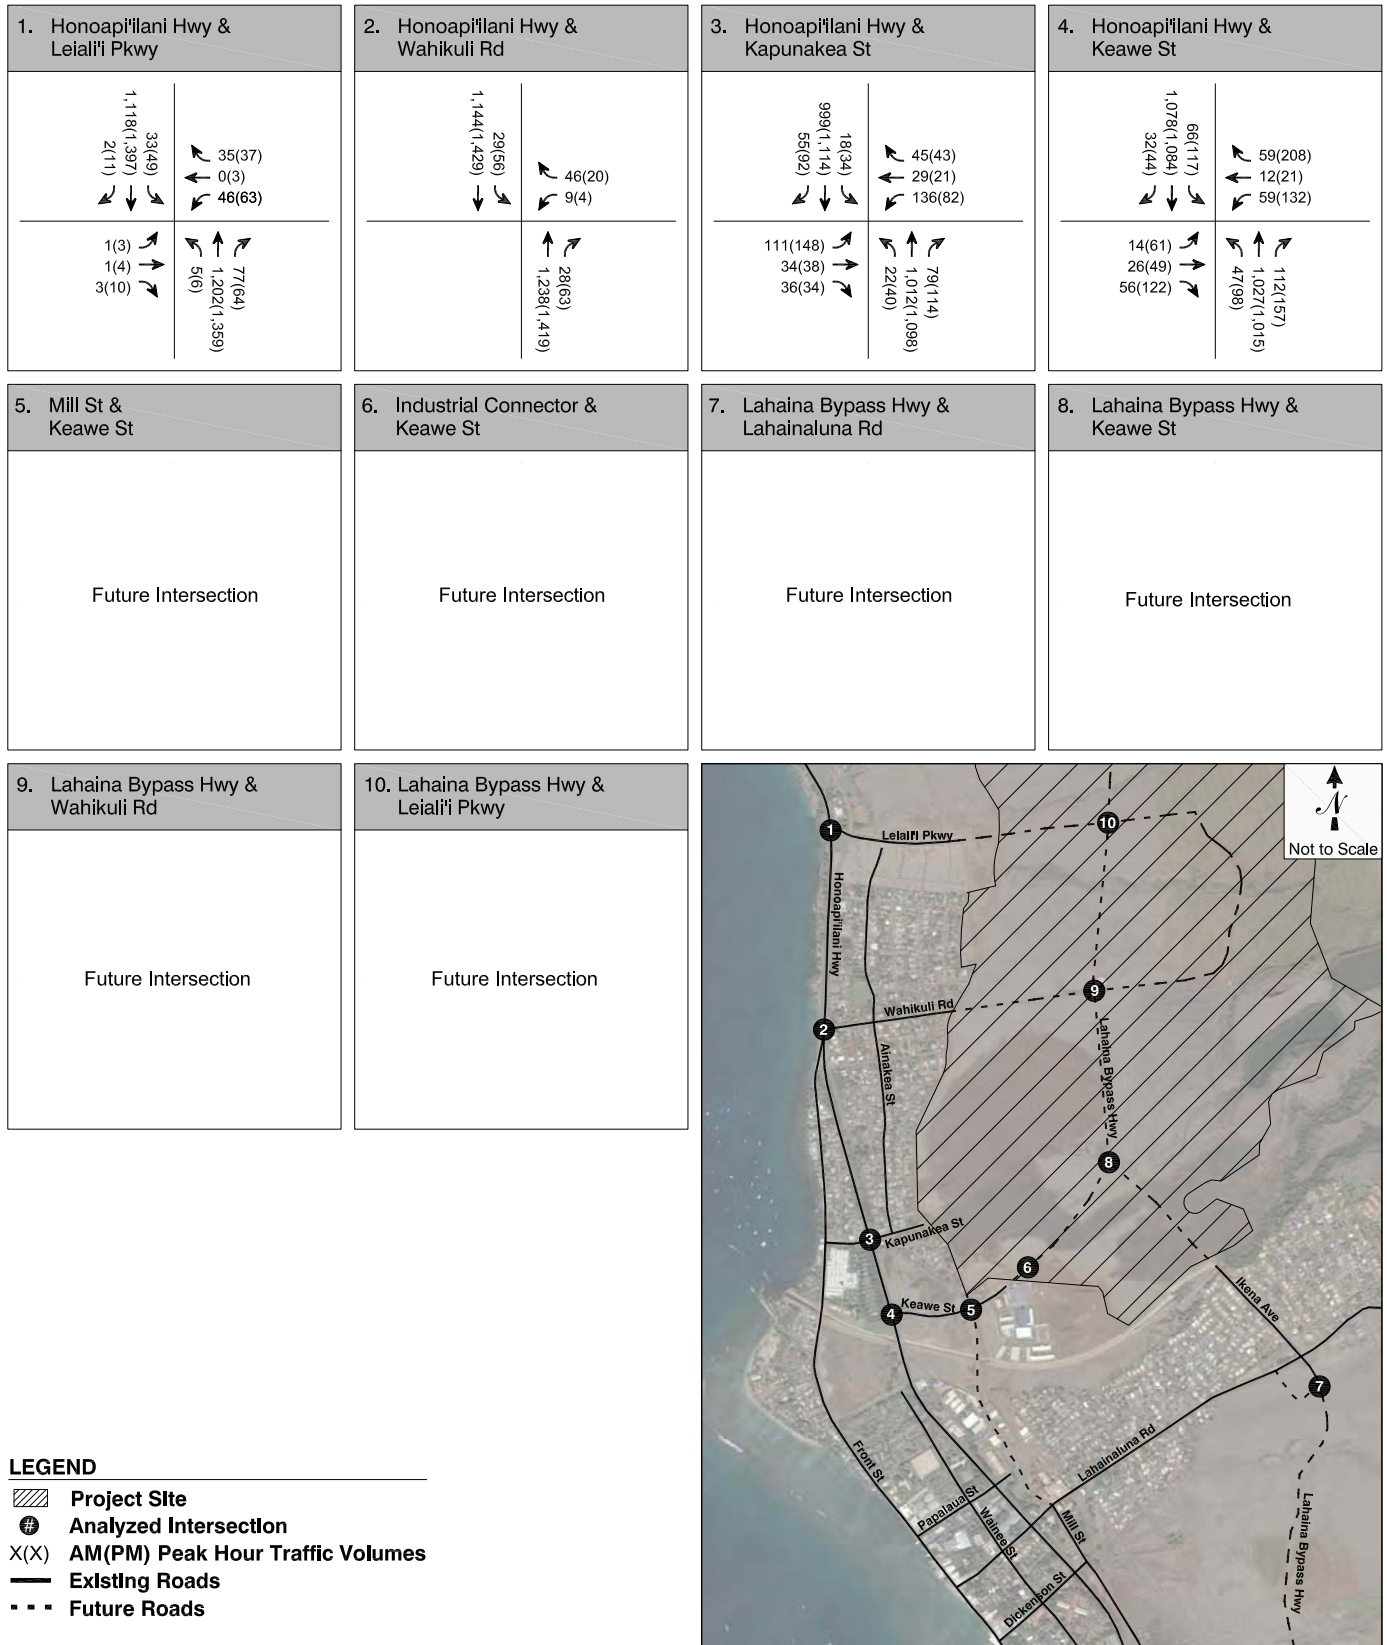 1. Honoapi'ilani Hwy &
Leiali'i Pkwy
1,118(1,397)
2(11)
33(49)
35(37)
0(3)
46(63)
1(3)
1(4)
3(10)
5(6)
1,202(1,359)
77(64)
2. Honoapi'ilani Hwy &
Wahikuli Rd
1,144(1,429)
29(56)
46(20)
9(4)
1,238(1,419)
28(63)
3. Honoapi'ilani Hwy &
Kapunakea St
55(92)
999(1,114)
18(34)
45(43)
29(21)
136(82)
111(148)
34(38)
36(34)
22(40)
1,012(1,098)
79(114)
4. Honoapi'ilani Hwy &
Keawe St
32(44)
1,078(1,084)
66(117)
59(208)
12(21)
59(132)
14(61)
26(49)
56(122)
47(98)
1,027(1,015)
112(157)
5. Mill St &
Keawe St
Future Intersection
6. Industrial Connector &
Keawe St
Future Intersection
7. Lahaina Bypass Hwy &
Lahainaluna Rd
Future Intersection
8. Lahaina Bypass Hwy &
Keawe St
Future Intersection
9. Lahaina Bypass Hwy &
Wahikuli Rd
Future Intersection
10. Lahaina Bypass Hwy &
Leiali'i Pkwy
Future Intersection
N
Not to Scale
1
Leiali'i Pkwy
10
Honoapi'ilani Hwy
2
Wahikuli Rd
9
Ainakea St
Lahaina Bypass Hwy
8
3
Kapunakea St
6
4
Keawe St
5
Ikena Ave
7
Lahainaluna Rd
Front St
Papalaua St
Wainee St
Mill St
Dickenson St
Lahaina Bypass Hwy
LEGEND
Project Site
# Analyzed Intersection
X(X) AM(PM) Peak Hour Traffic Volumes
Existing Roads
Future Roads